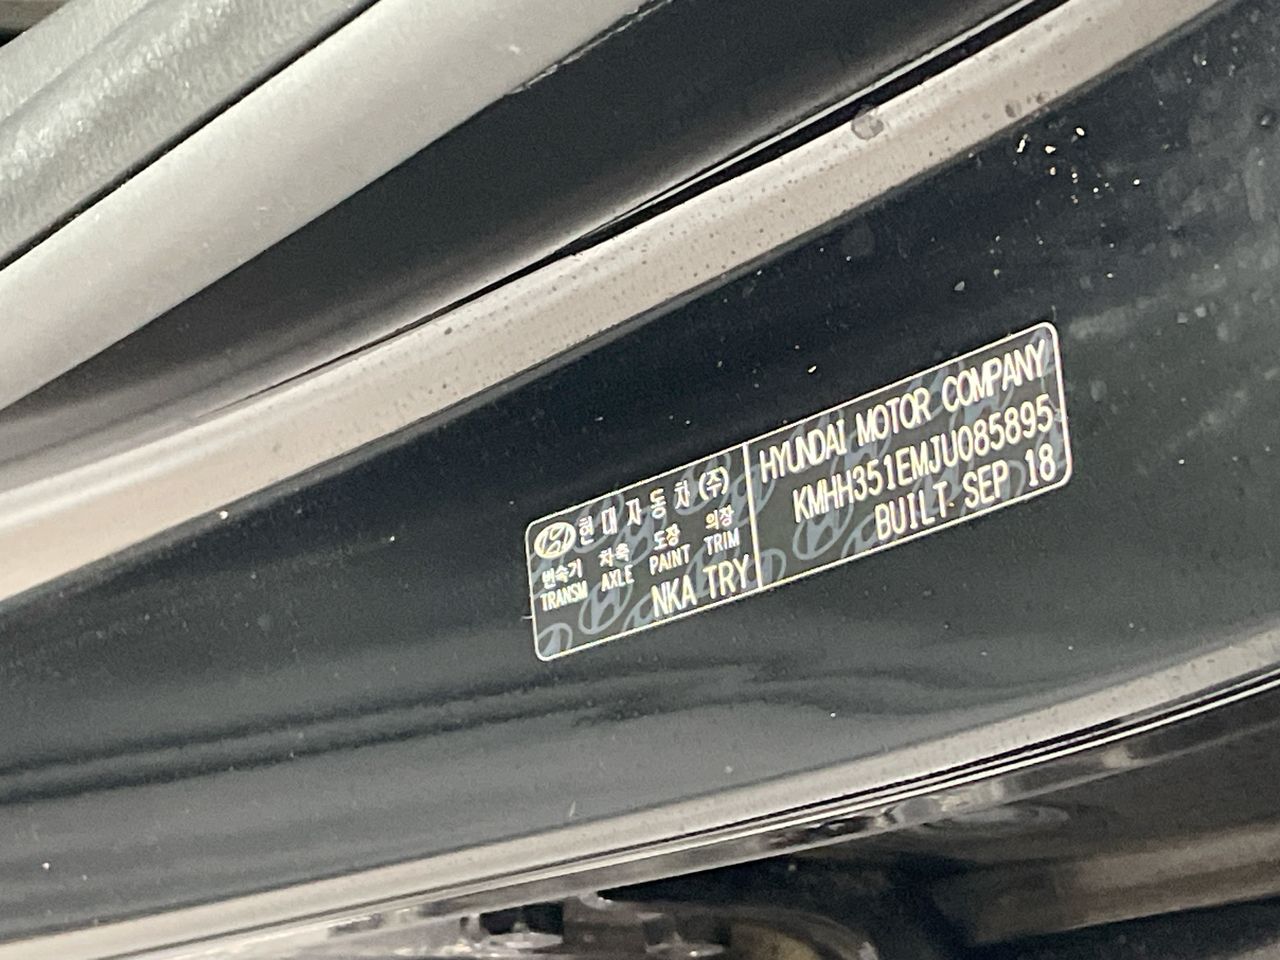 현대자동차(주)
변속기 차축 도장 의장
TRANSM AXLE PAINT TRIM
NKA TRY
HYUNDAI MOTOR COMPANY
KMHH351EMJU085895
BUILT SEP 18